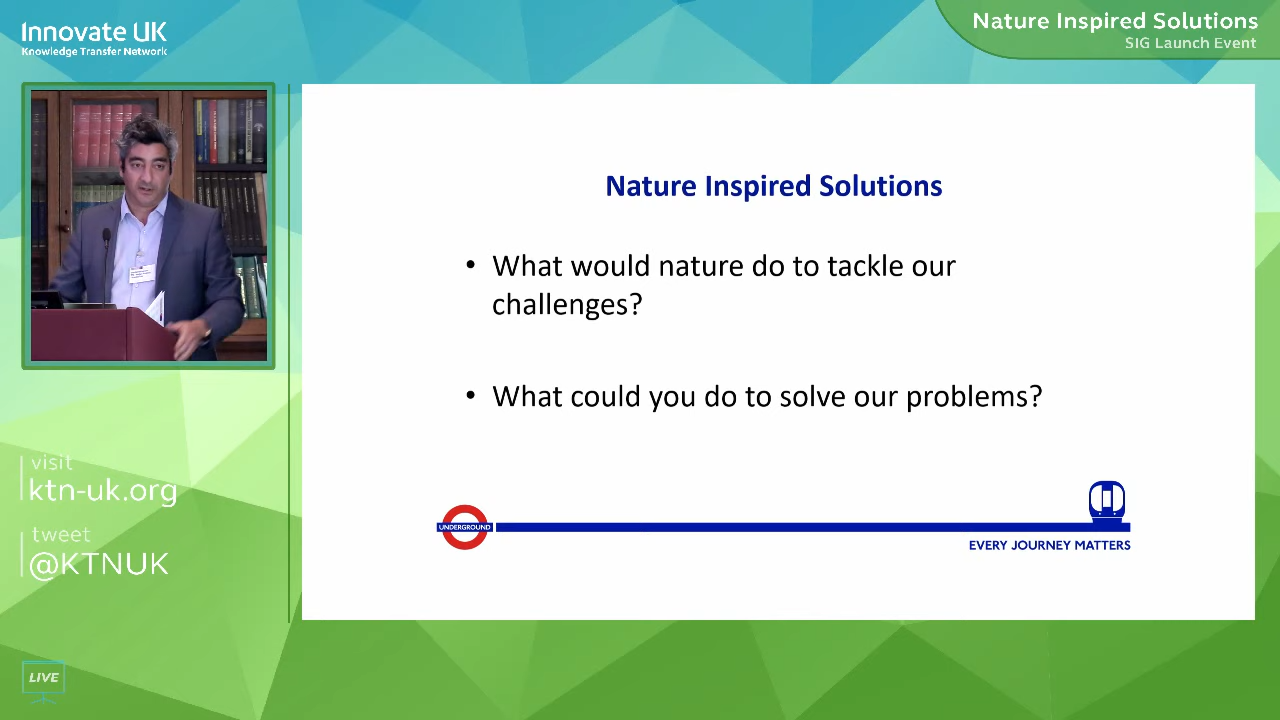 Innovate UK
Knowledge Transfer Network
Nature Inspired Solutions
SIG Launch Event
Nature Inspired Solutions
• What would nature do to tackle our
challenges?
• What could you do to solve our problems?
UNDERGROUND
EVERY JOURNEY MATTERS
visit
ktn-uk.org
tweet
@KTNUK
LIVE